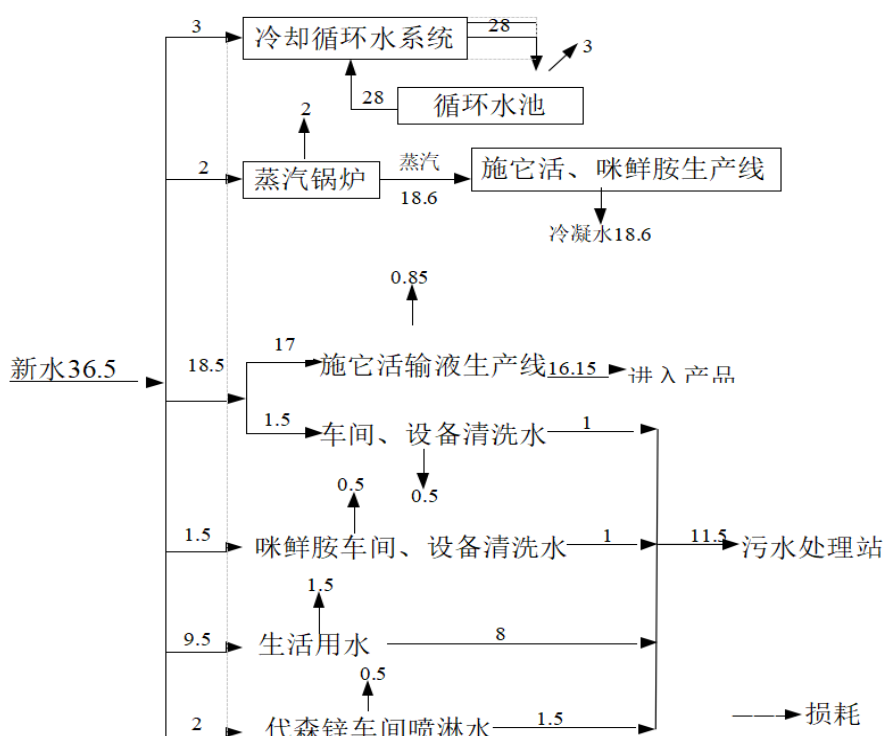 3
冷却循环水系统
28
3
28
循环水池
2
2
蒸汽锅炉
蒸汽
18.6
施它活、咪鲜胺生产线
冷凝水18.6
0.85
新水36.5
18.5
17
施它活输液生产线
16.15
进入产品
1.5
车间、设备清洗水
1
0.5
0.5
1.5
咪鲜胺车间、设备清洗水
1
11.5
污水处理站
1.5
9.5
生活用水
8
0.5
2
代森锌车间喷淋水
1.5
损耗